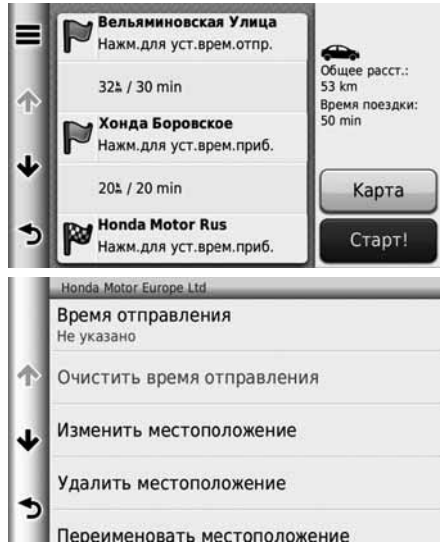 Вельяминовская Улица
Нажм.для уст.врем.отпр.
32㎞ / 30 min
Хонда Боровское
Нажм.для уст.врем.приб.
20㎞ / 20 min
Honda Motor Rus
Нажм.для уст.врем.приб.
Общее расст.:
53 km
Время поездки:
50 min
Карта
Старт!
Honda Motor Europe Ltd
Время отправления
Не указано
Очистить время отправления
Изменить местоположение
Удалить местоположение
Переименовать местоположение